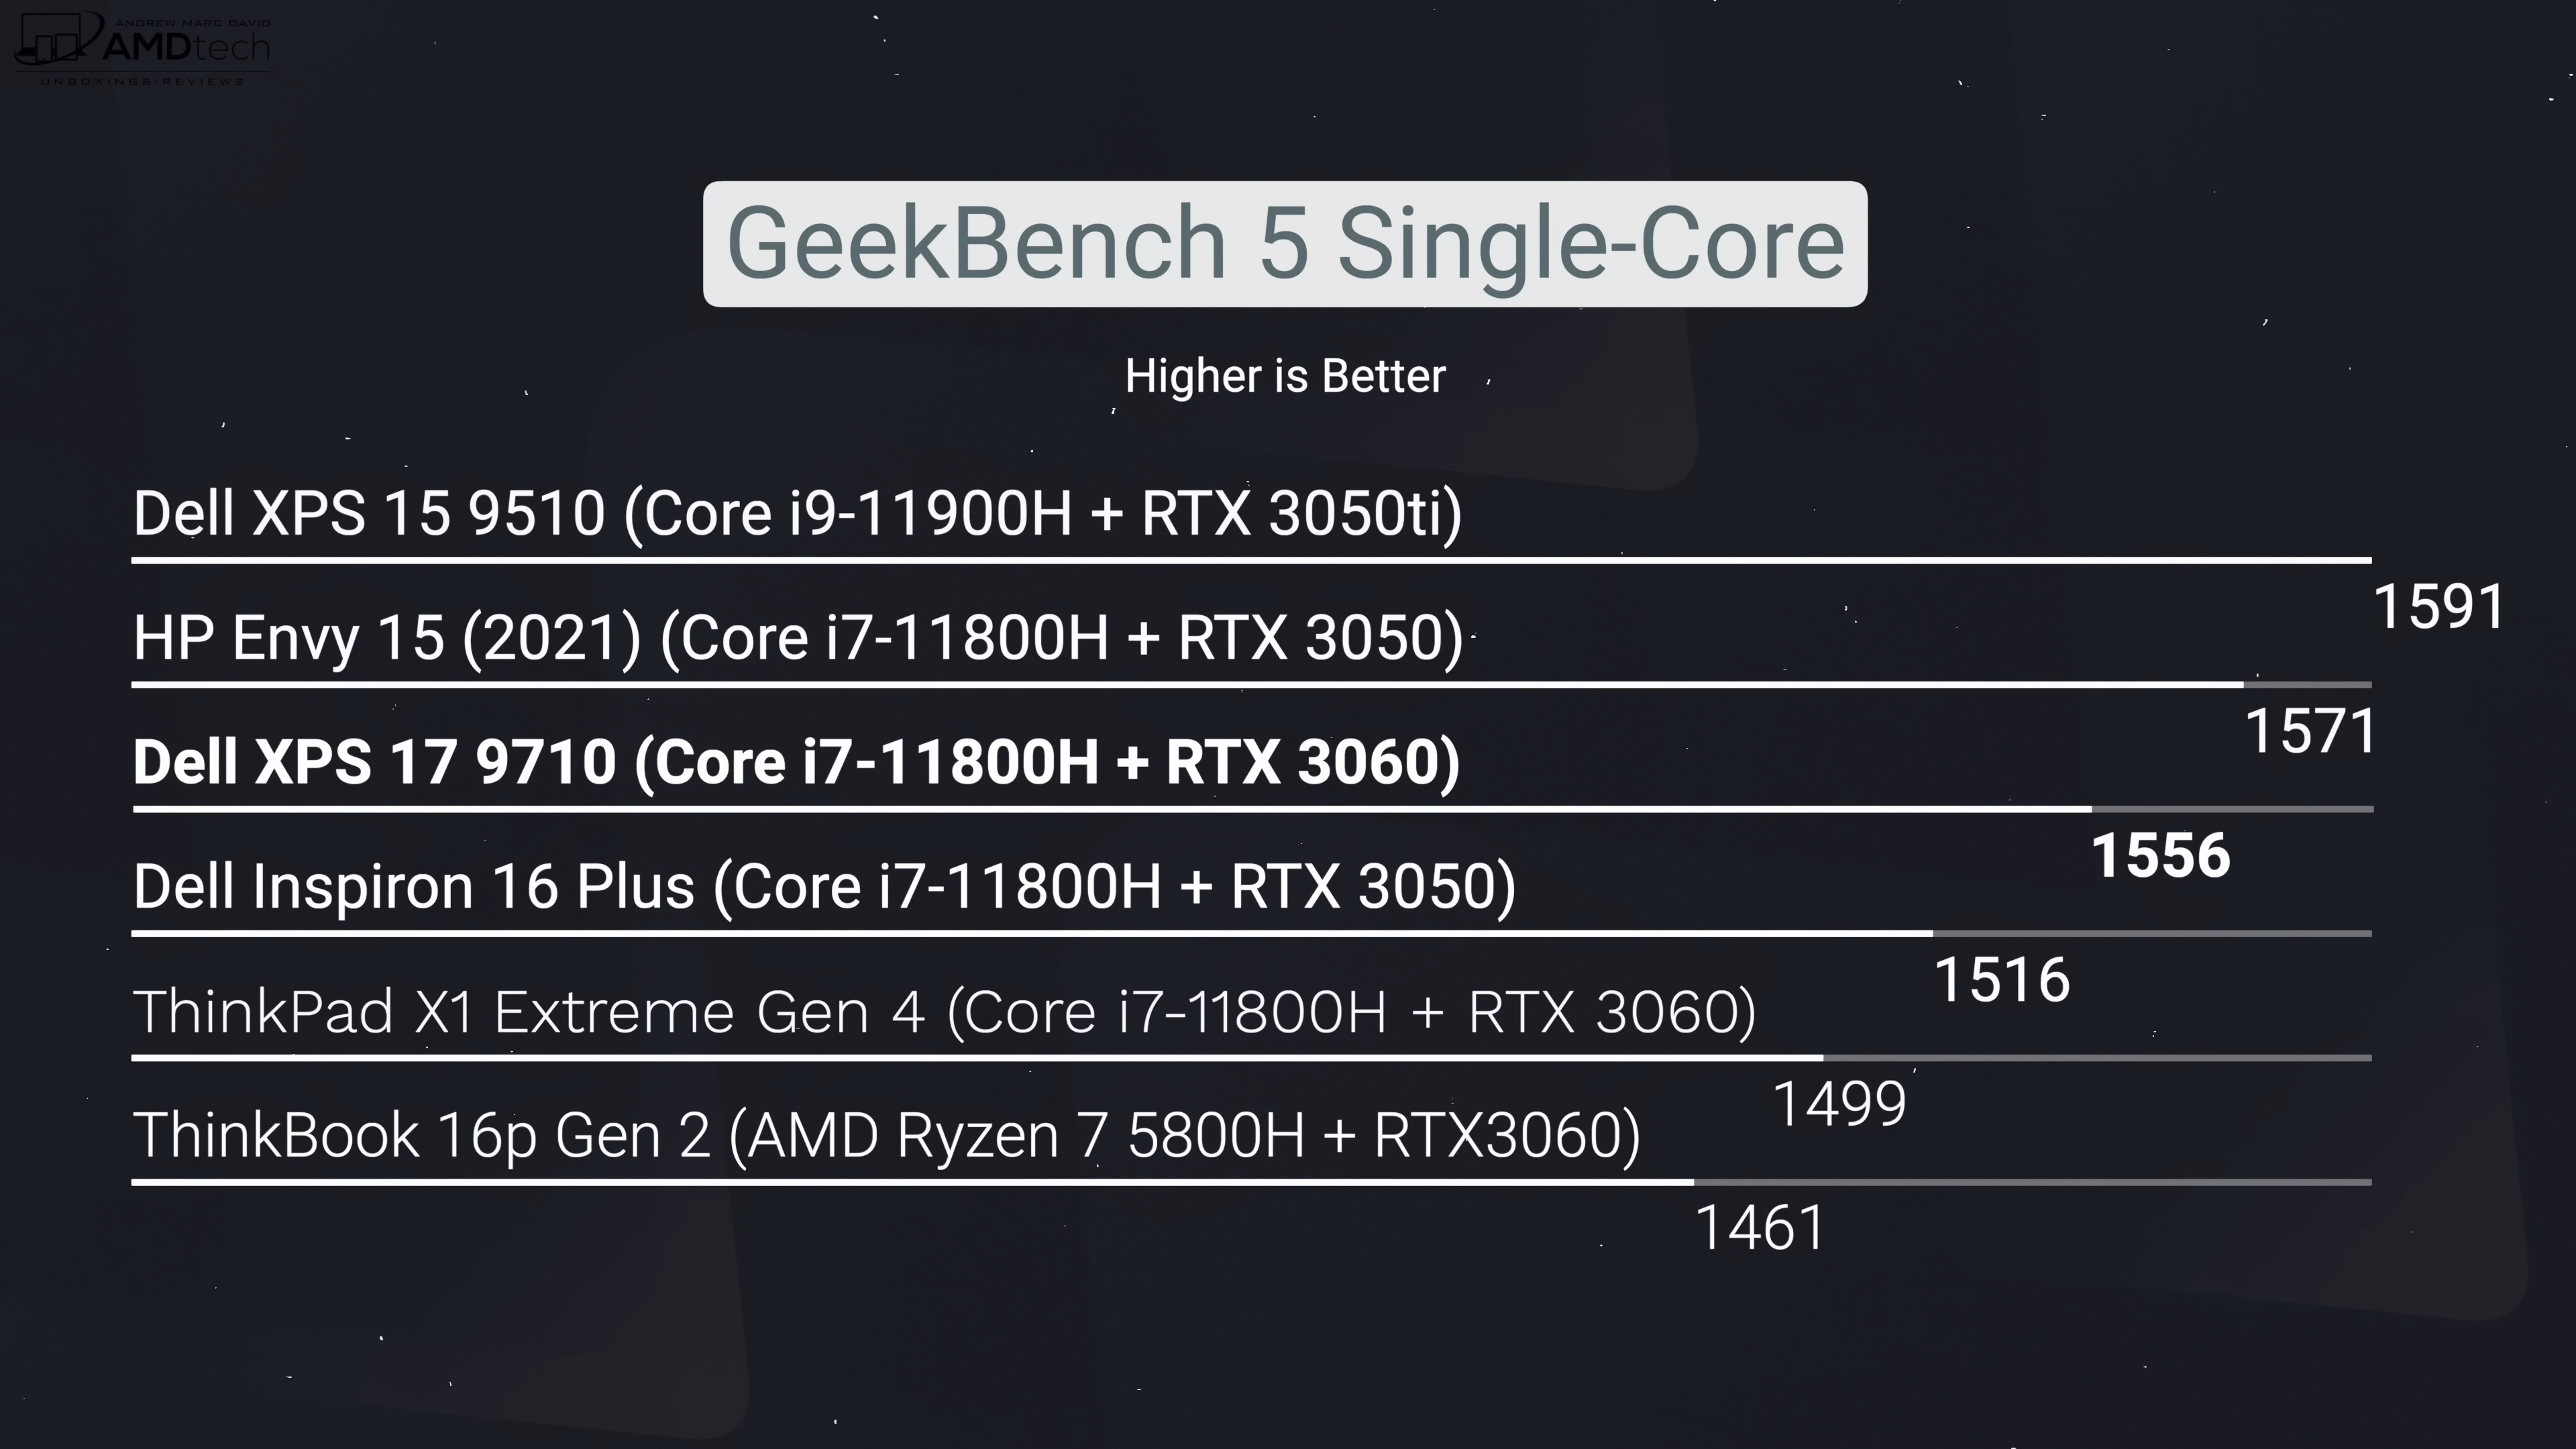 ANDREW MARC DAVID
AMDtech
UNBOXINGS/REVIEWS
GeekBench 5 Single-Core
Higher is Better
Dell XPS 15 9510 (Core i9-11900H + RTX 3050ti)
1591
HP Envy 15 (2021) (Core i7-11800H + RTX 3050)
1571
Dell XPS 17 9710 (Core i7-11800H + RTX 3060)
1556
Dell Inspiron 16 Plus (Core i7-11800H + RTX 3050)
1516
ThinkPad X1 Extreme Gen 4 (Core i7-11800H + RTX 3060)
1499
ThinkBook 16p Gen 2 (AMD Ryzen 7 5800H + RTX3060)
1461